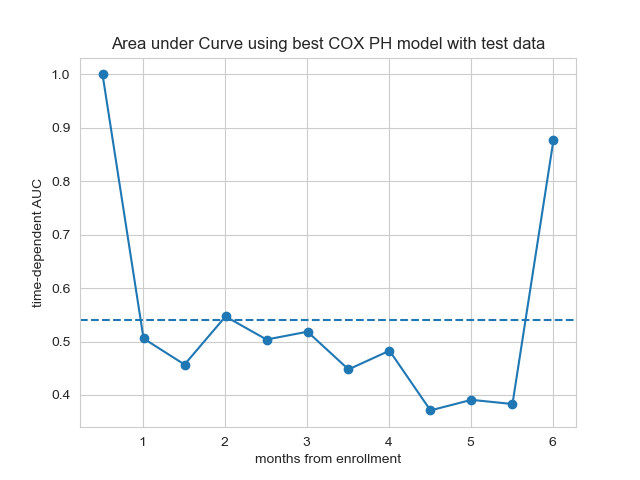 Area under Curve using best COX PH model with test data
time-dependent AUC
1.0
0.9
0.8
0.7
0.6
0.5
0.4
1 2 3 4 5 6
months from enrollment